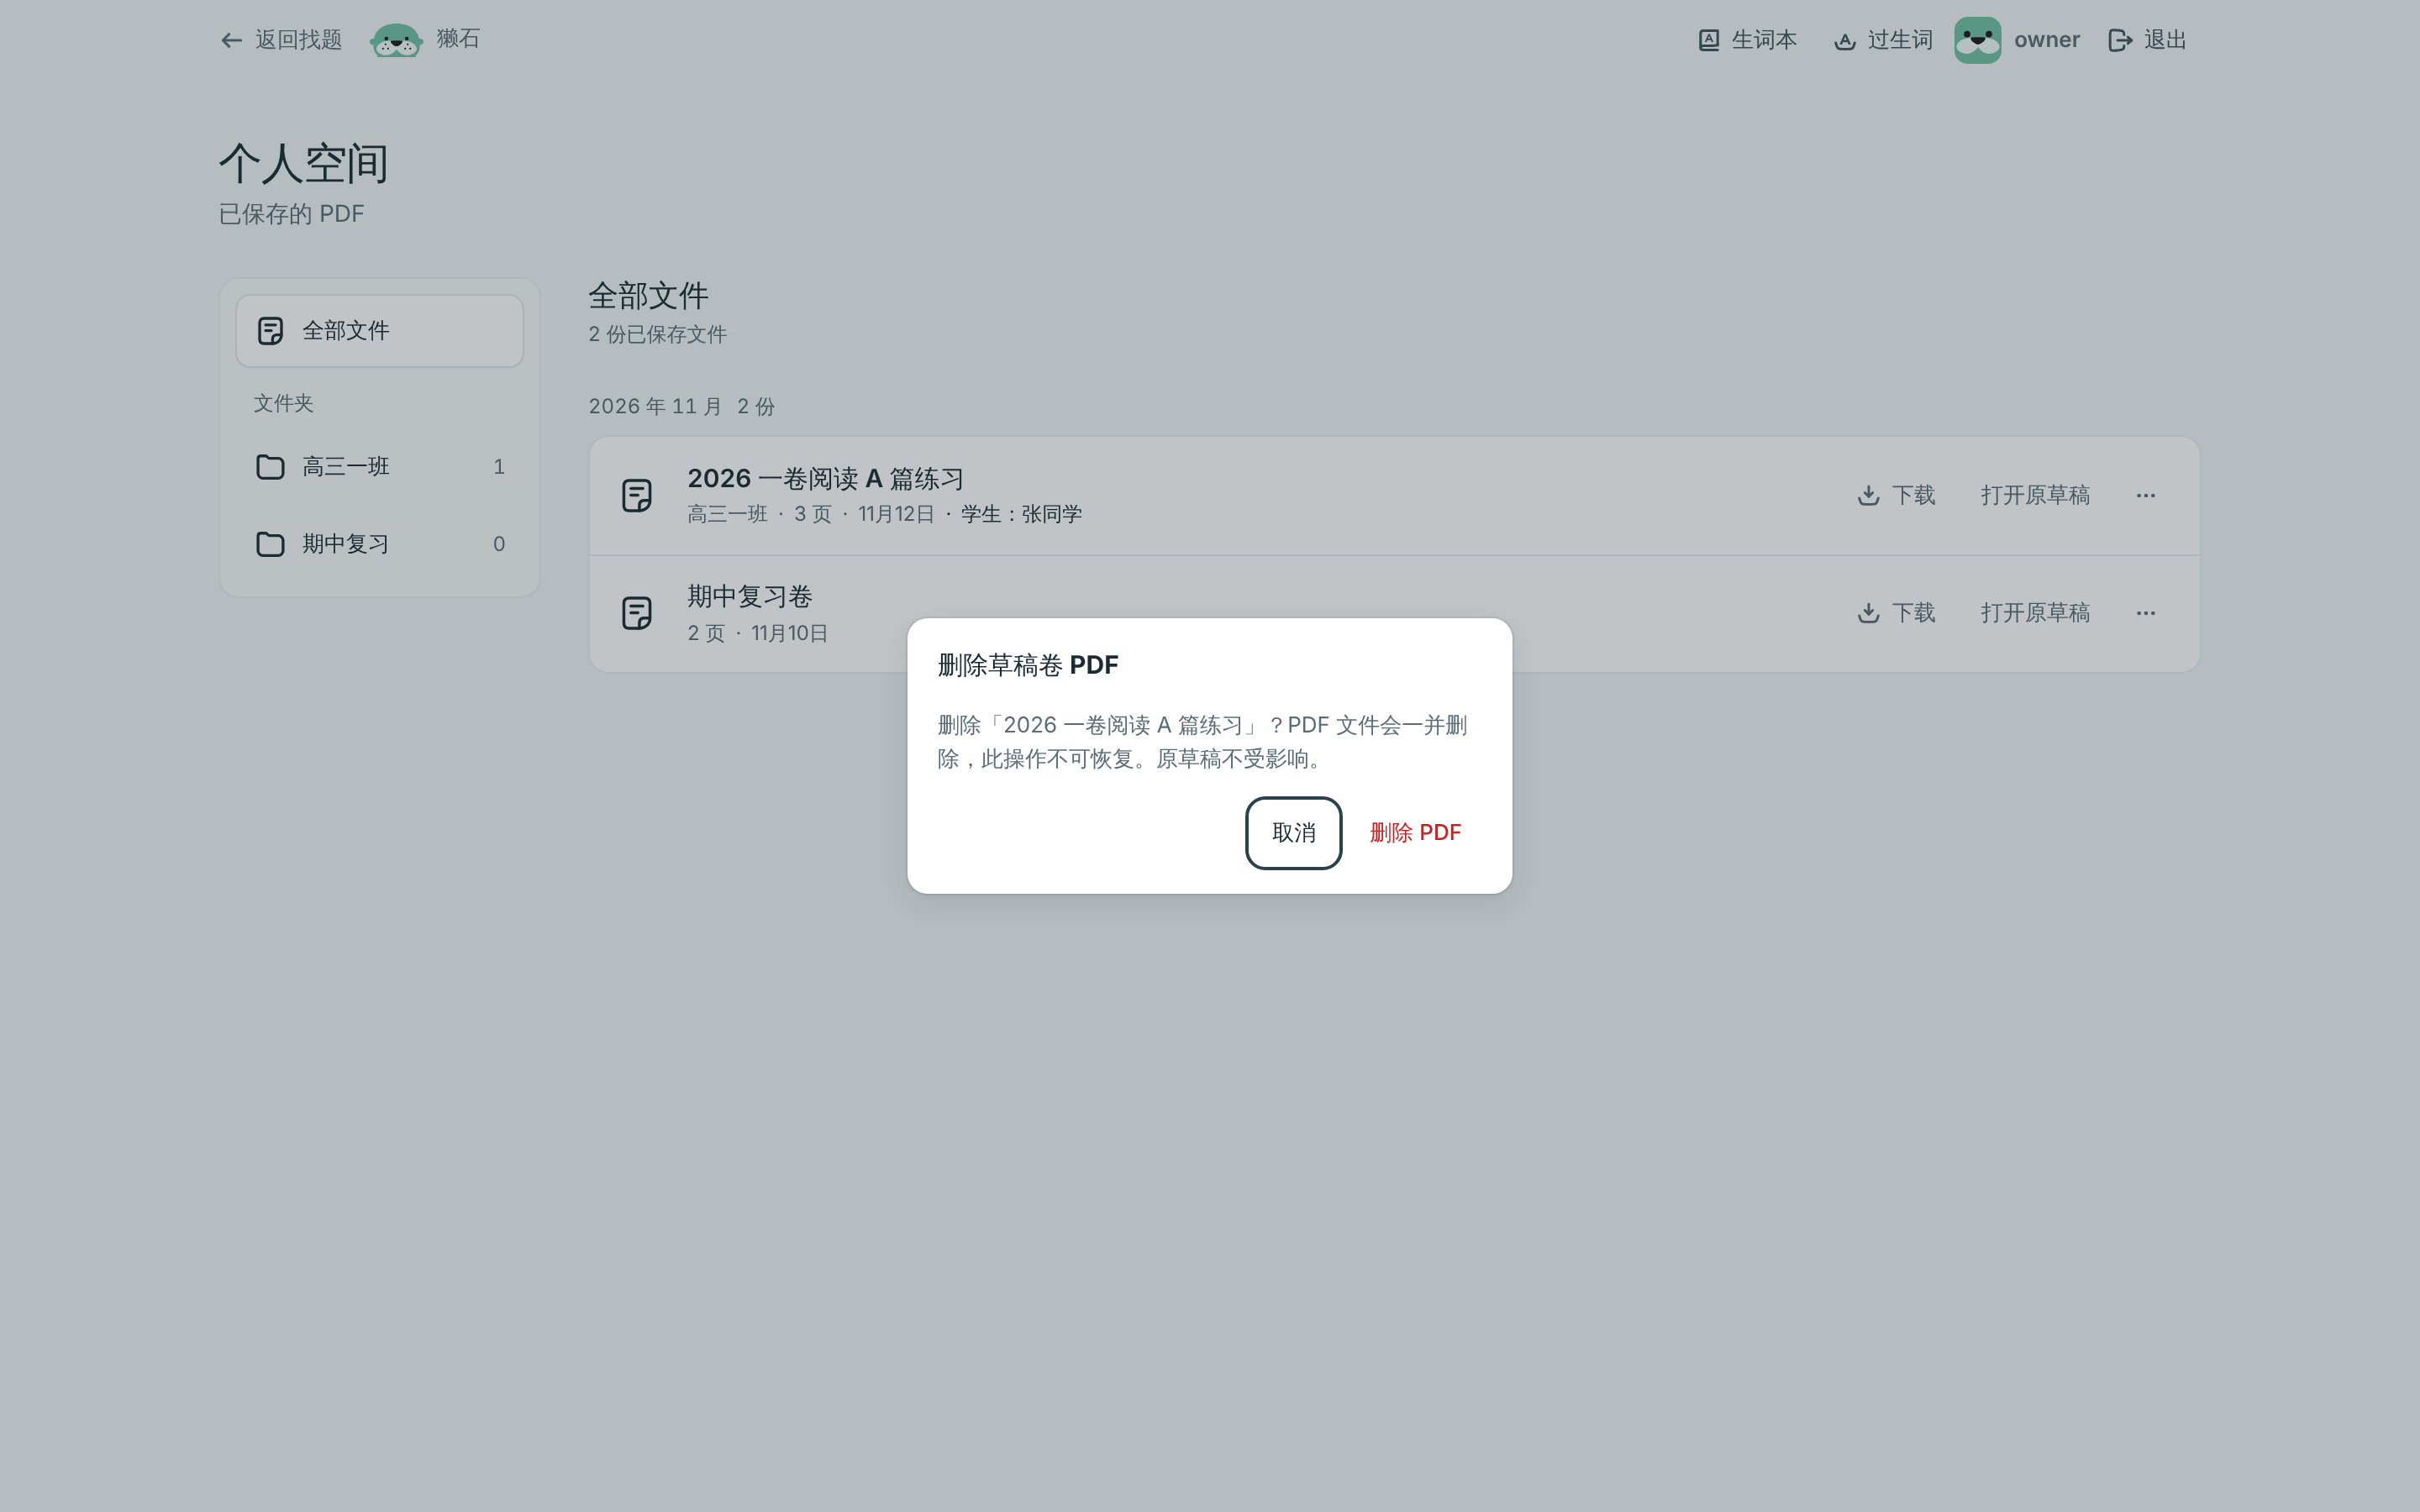 返回找题
獭石
生词本
过生词
owner
退出
个人空间
已保存的 PDF
全部文件
文件夹
高三一班 1
期中复习 0
全部文件
2 份已保存文件
2026 年 11 月 2 份
2026 一卷阅读 A 篇练习
高三一班 · 3 页 · 11月12日 · 学生：张同学
下载 打开原草稿
期中复习卷
2 页 · 11月10日
下载 打开原草稿
删除草稿卷 PDF
删除「2026 一卷阅读 A 篇练习」？PDF 文件会一并删
除，此操作不可恢复。原草稿不受影响。
取消 删除 PDF